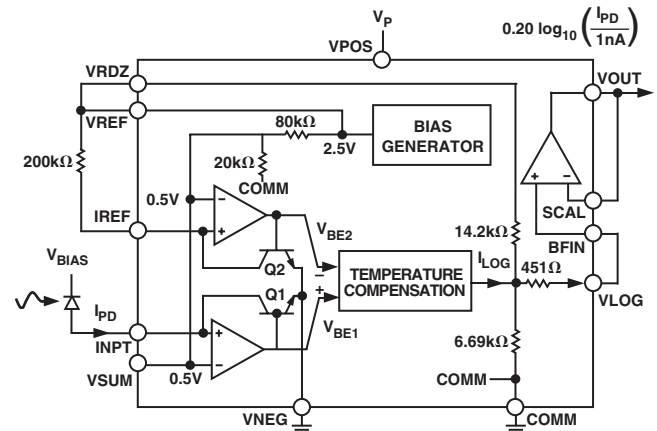 V_P
0.20 log₁₀ (I_PD / 1nA)
VPOS
VRDZ
VOUT
VREF
80kΩ
BIAS
GENERATOR
2.5V
200kΩ
20kΩ
COMM
0.5V
+ −
SCAL
−
+
IREF
V_BE2
14.2kΩ
BFIN
V_BIAS
Q2
−
TEMPERATURE
COMPENSATION
I_LOG
451Ω
VLOG
I_PD
Q1
+
V_BE1
INPT
+
−
6.69kΩ
VSUM
0.5V
COMM
VNEG
COMM